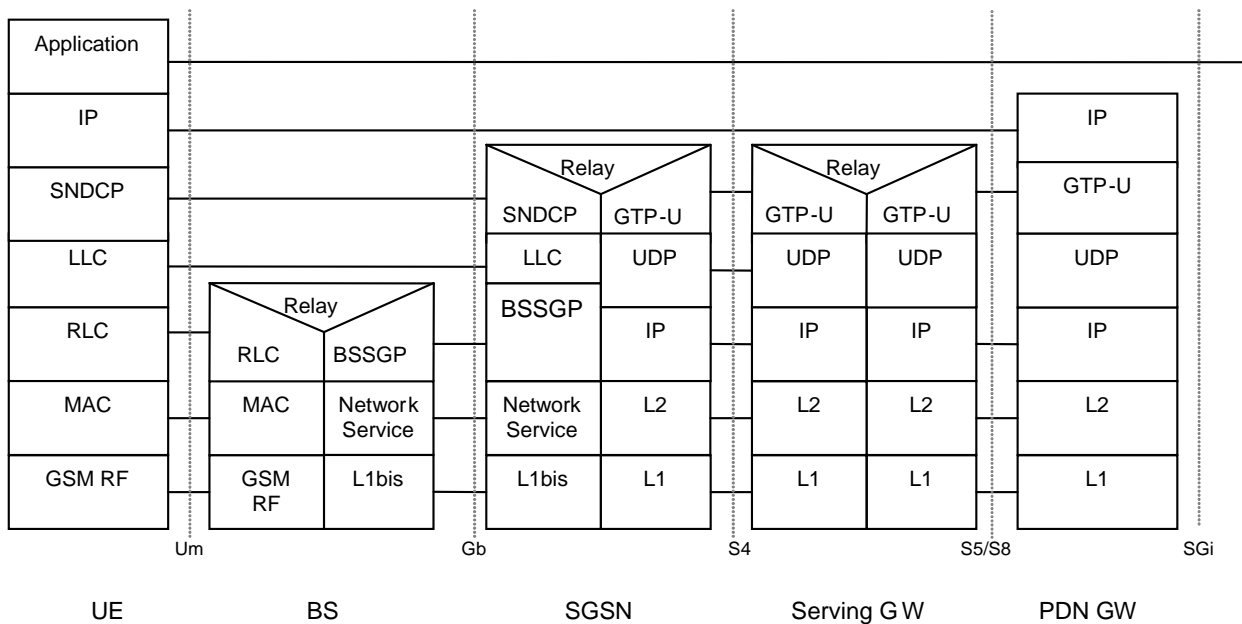 Application
IP
IP
Relay
Relay
SNDCP
GTP-U
SNDCP
GTP-U
GTP-U
GTP-U
LLC
LLC
UDP
UDP
UDP
UDP
Relay
BSSGP
RLC
IP
IP
IP
IP
RLC
BSSGP
MAC
MAC
Network
Service
Network
Service
L2
L2
L2
L2
GSM RF
GSM
RF
L1bis
L1bis
L1
L1
L1
L1
Um
Gb
S4
S5/S8
SGi
UE
BS
SGSN
Serving GW
PDN GW